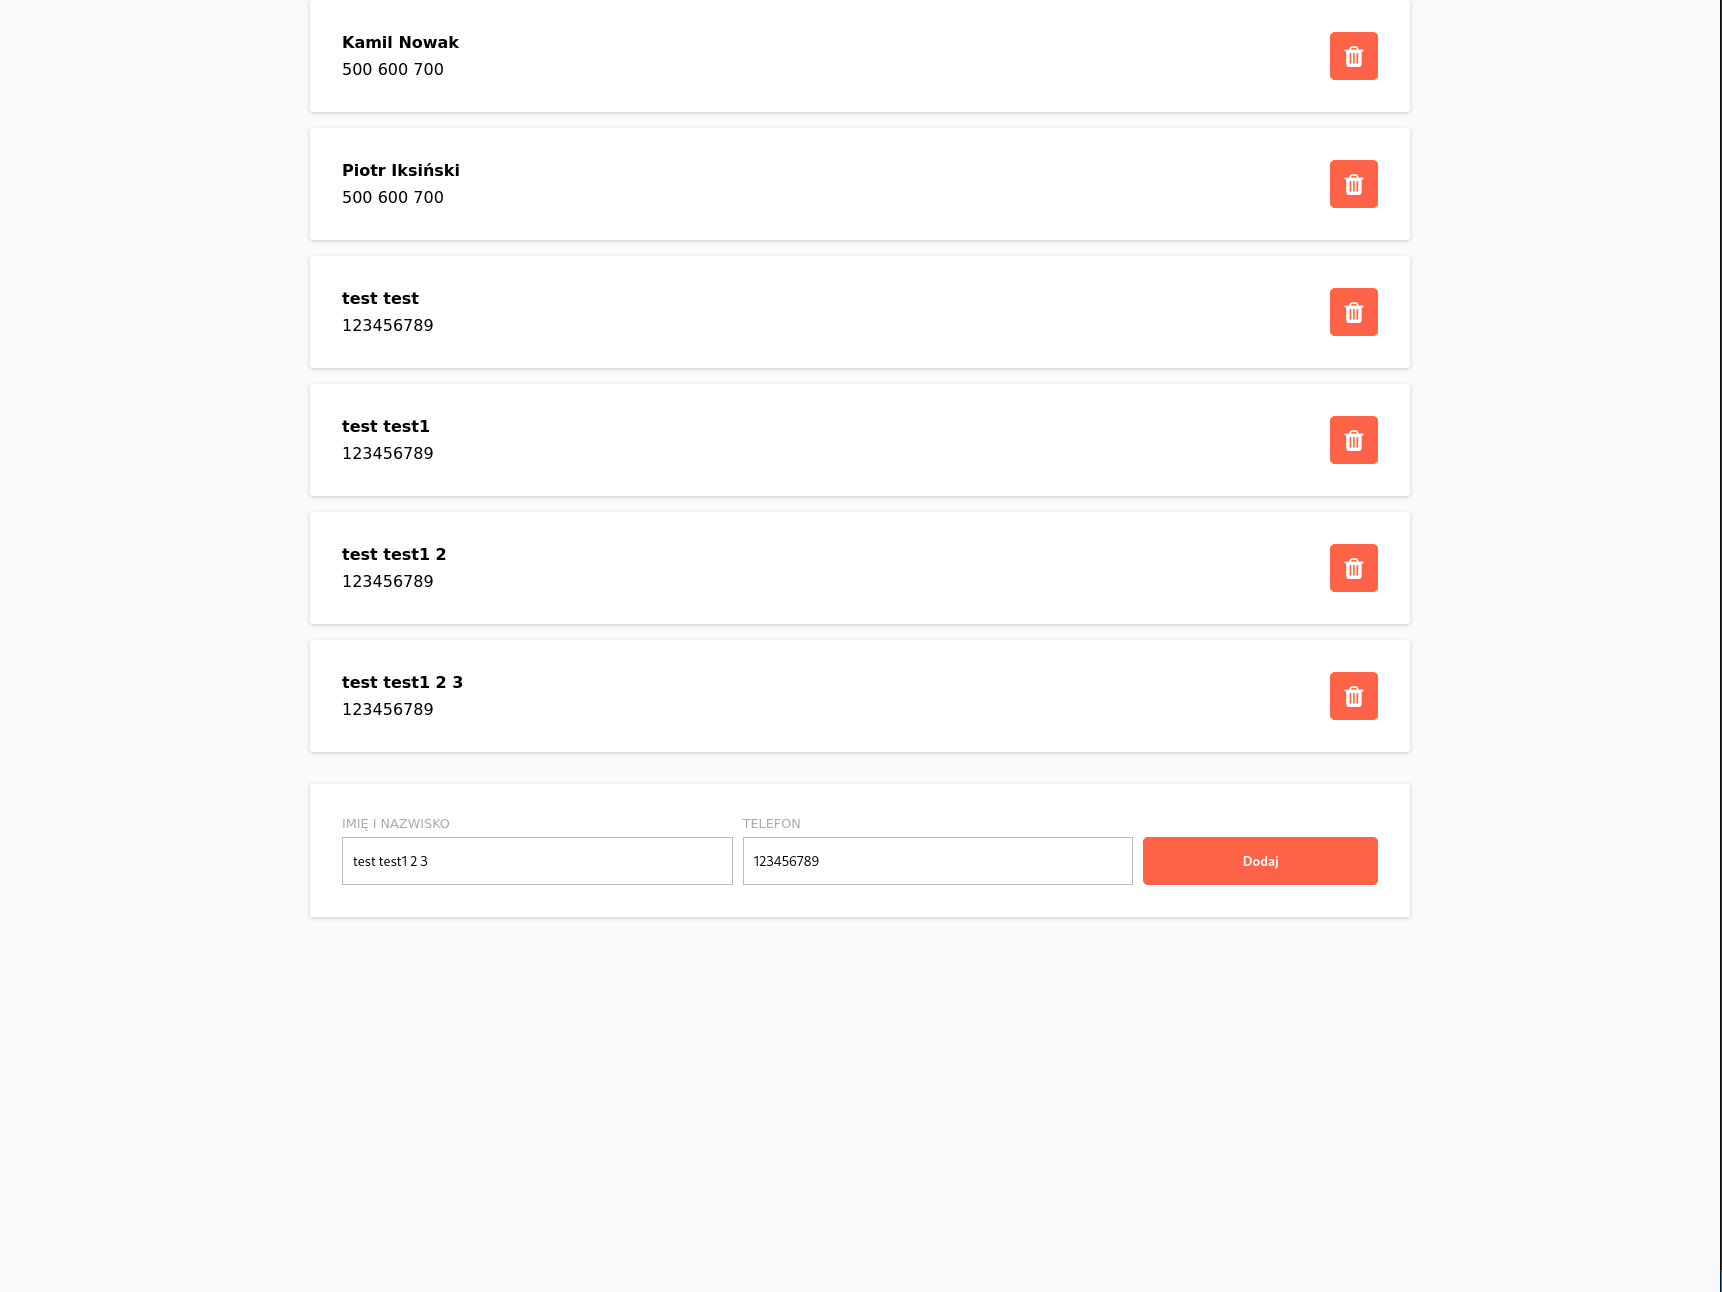 Kamil Nowak
500 600 700
Piotr Iksiński
500 600 700
test test
123456789
test test1
123456789
test test1 2
123456789
test test1 2 3
123456789
IMIĘ I NAZWISKO
TELEFON
test test1 2 3
123456789
Dodaj